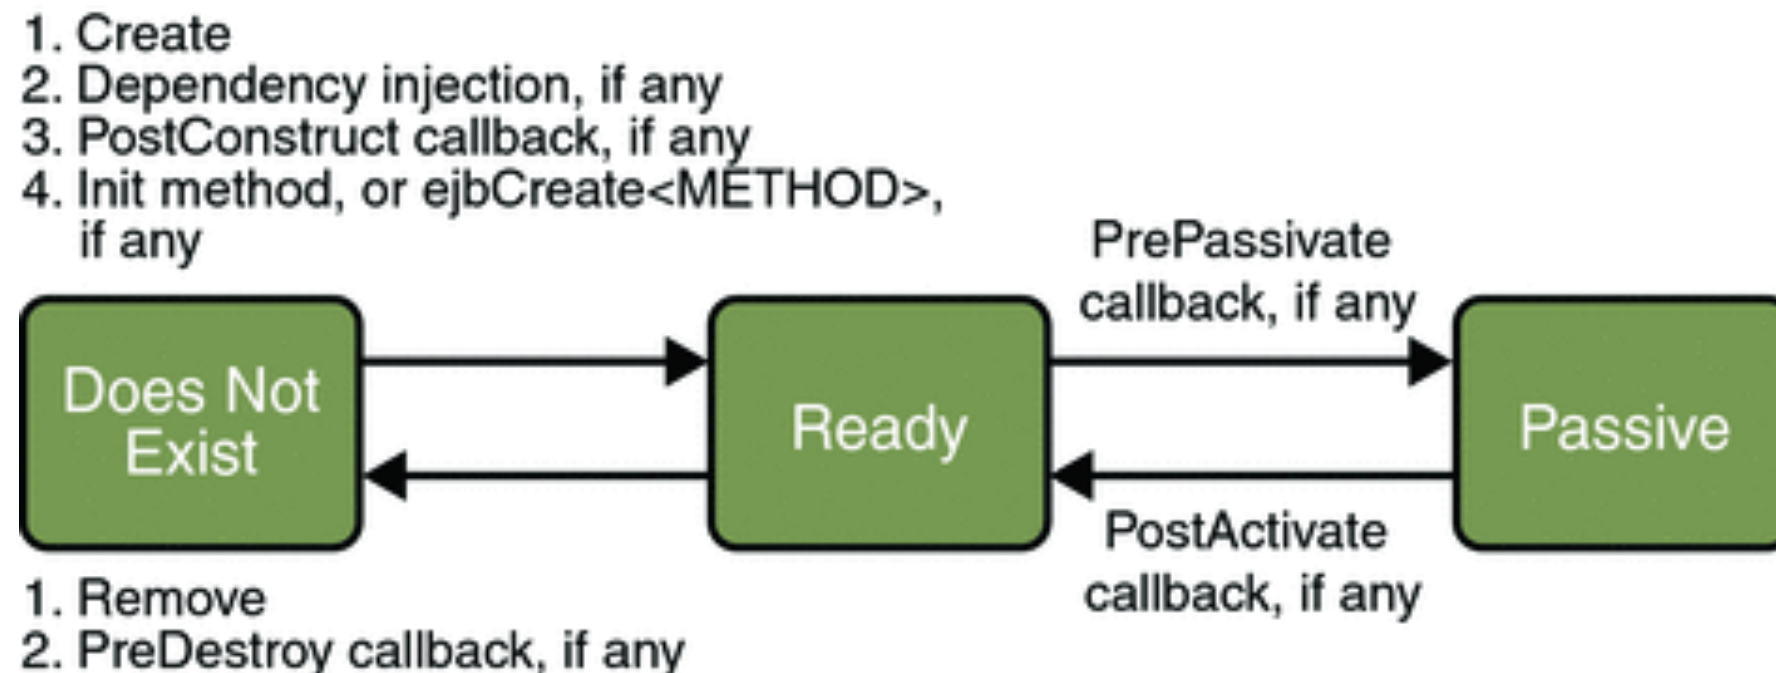 1. Create
2. Dependency injection, if any
3. PostConstruct callback, if any
4. Init method, or ejbCreate<METHOD>,
if any
PrePassivate
callback, if any
Does Not
Exist
Ready
Passive
PostActivate
callback, if any
1. Remove
2. PreDestroy callback, if any